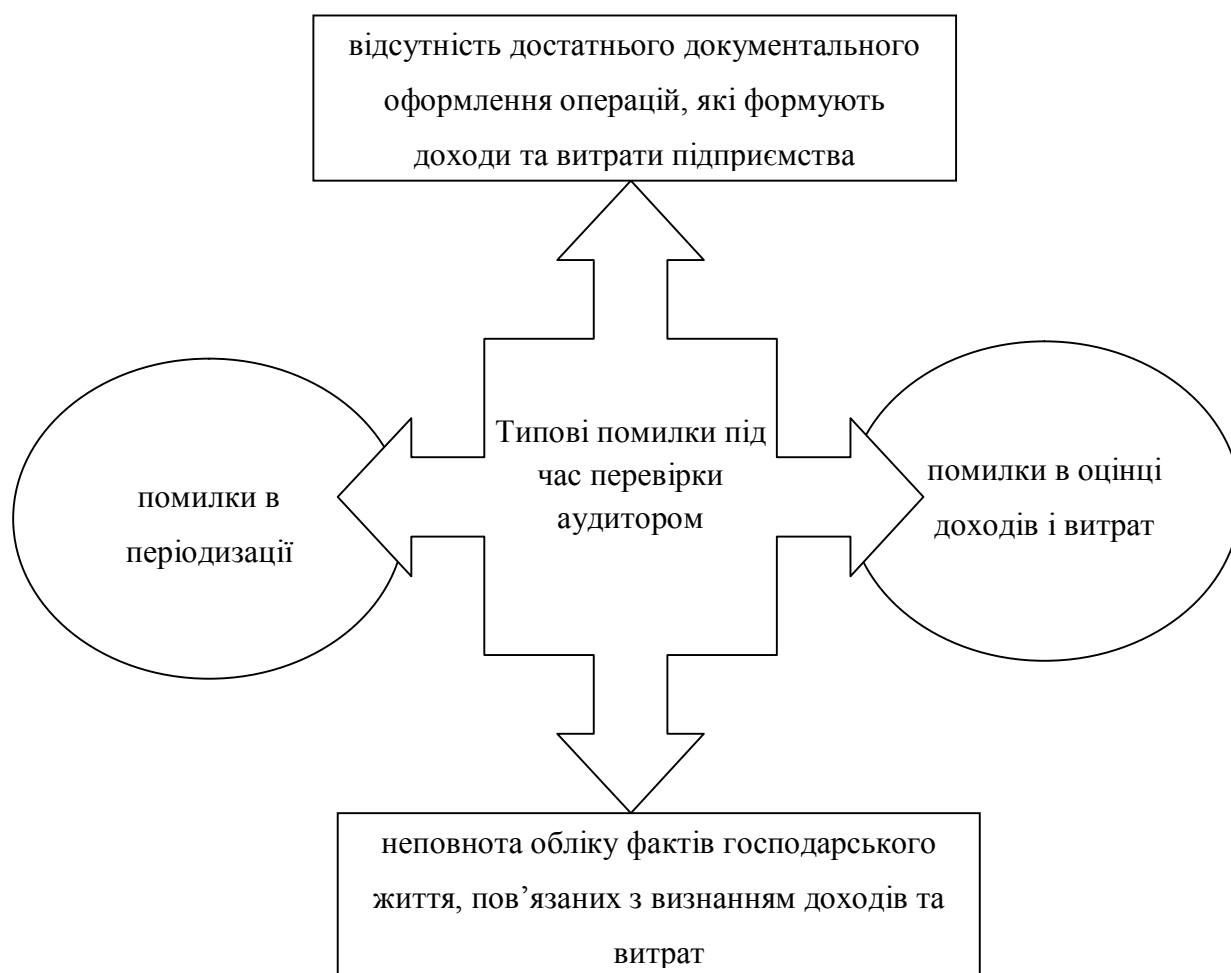 відсутність достатнього документального
оформлення операцій, які формують
доходи та витрати підприємства
Типові помилки під
час перевірки
аудитором
помилки в
періодизації
помилки в оцінці
доходів і витрат
неповнота обліку фактів господарського
життя, пов’язаних з визнанням доходів та
витрат